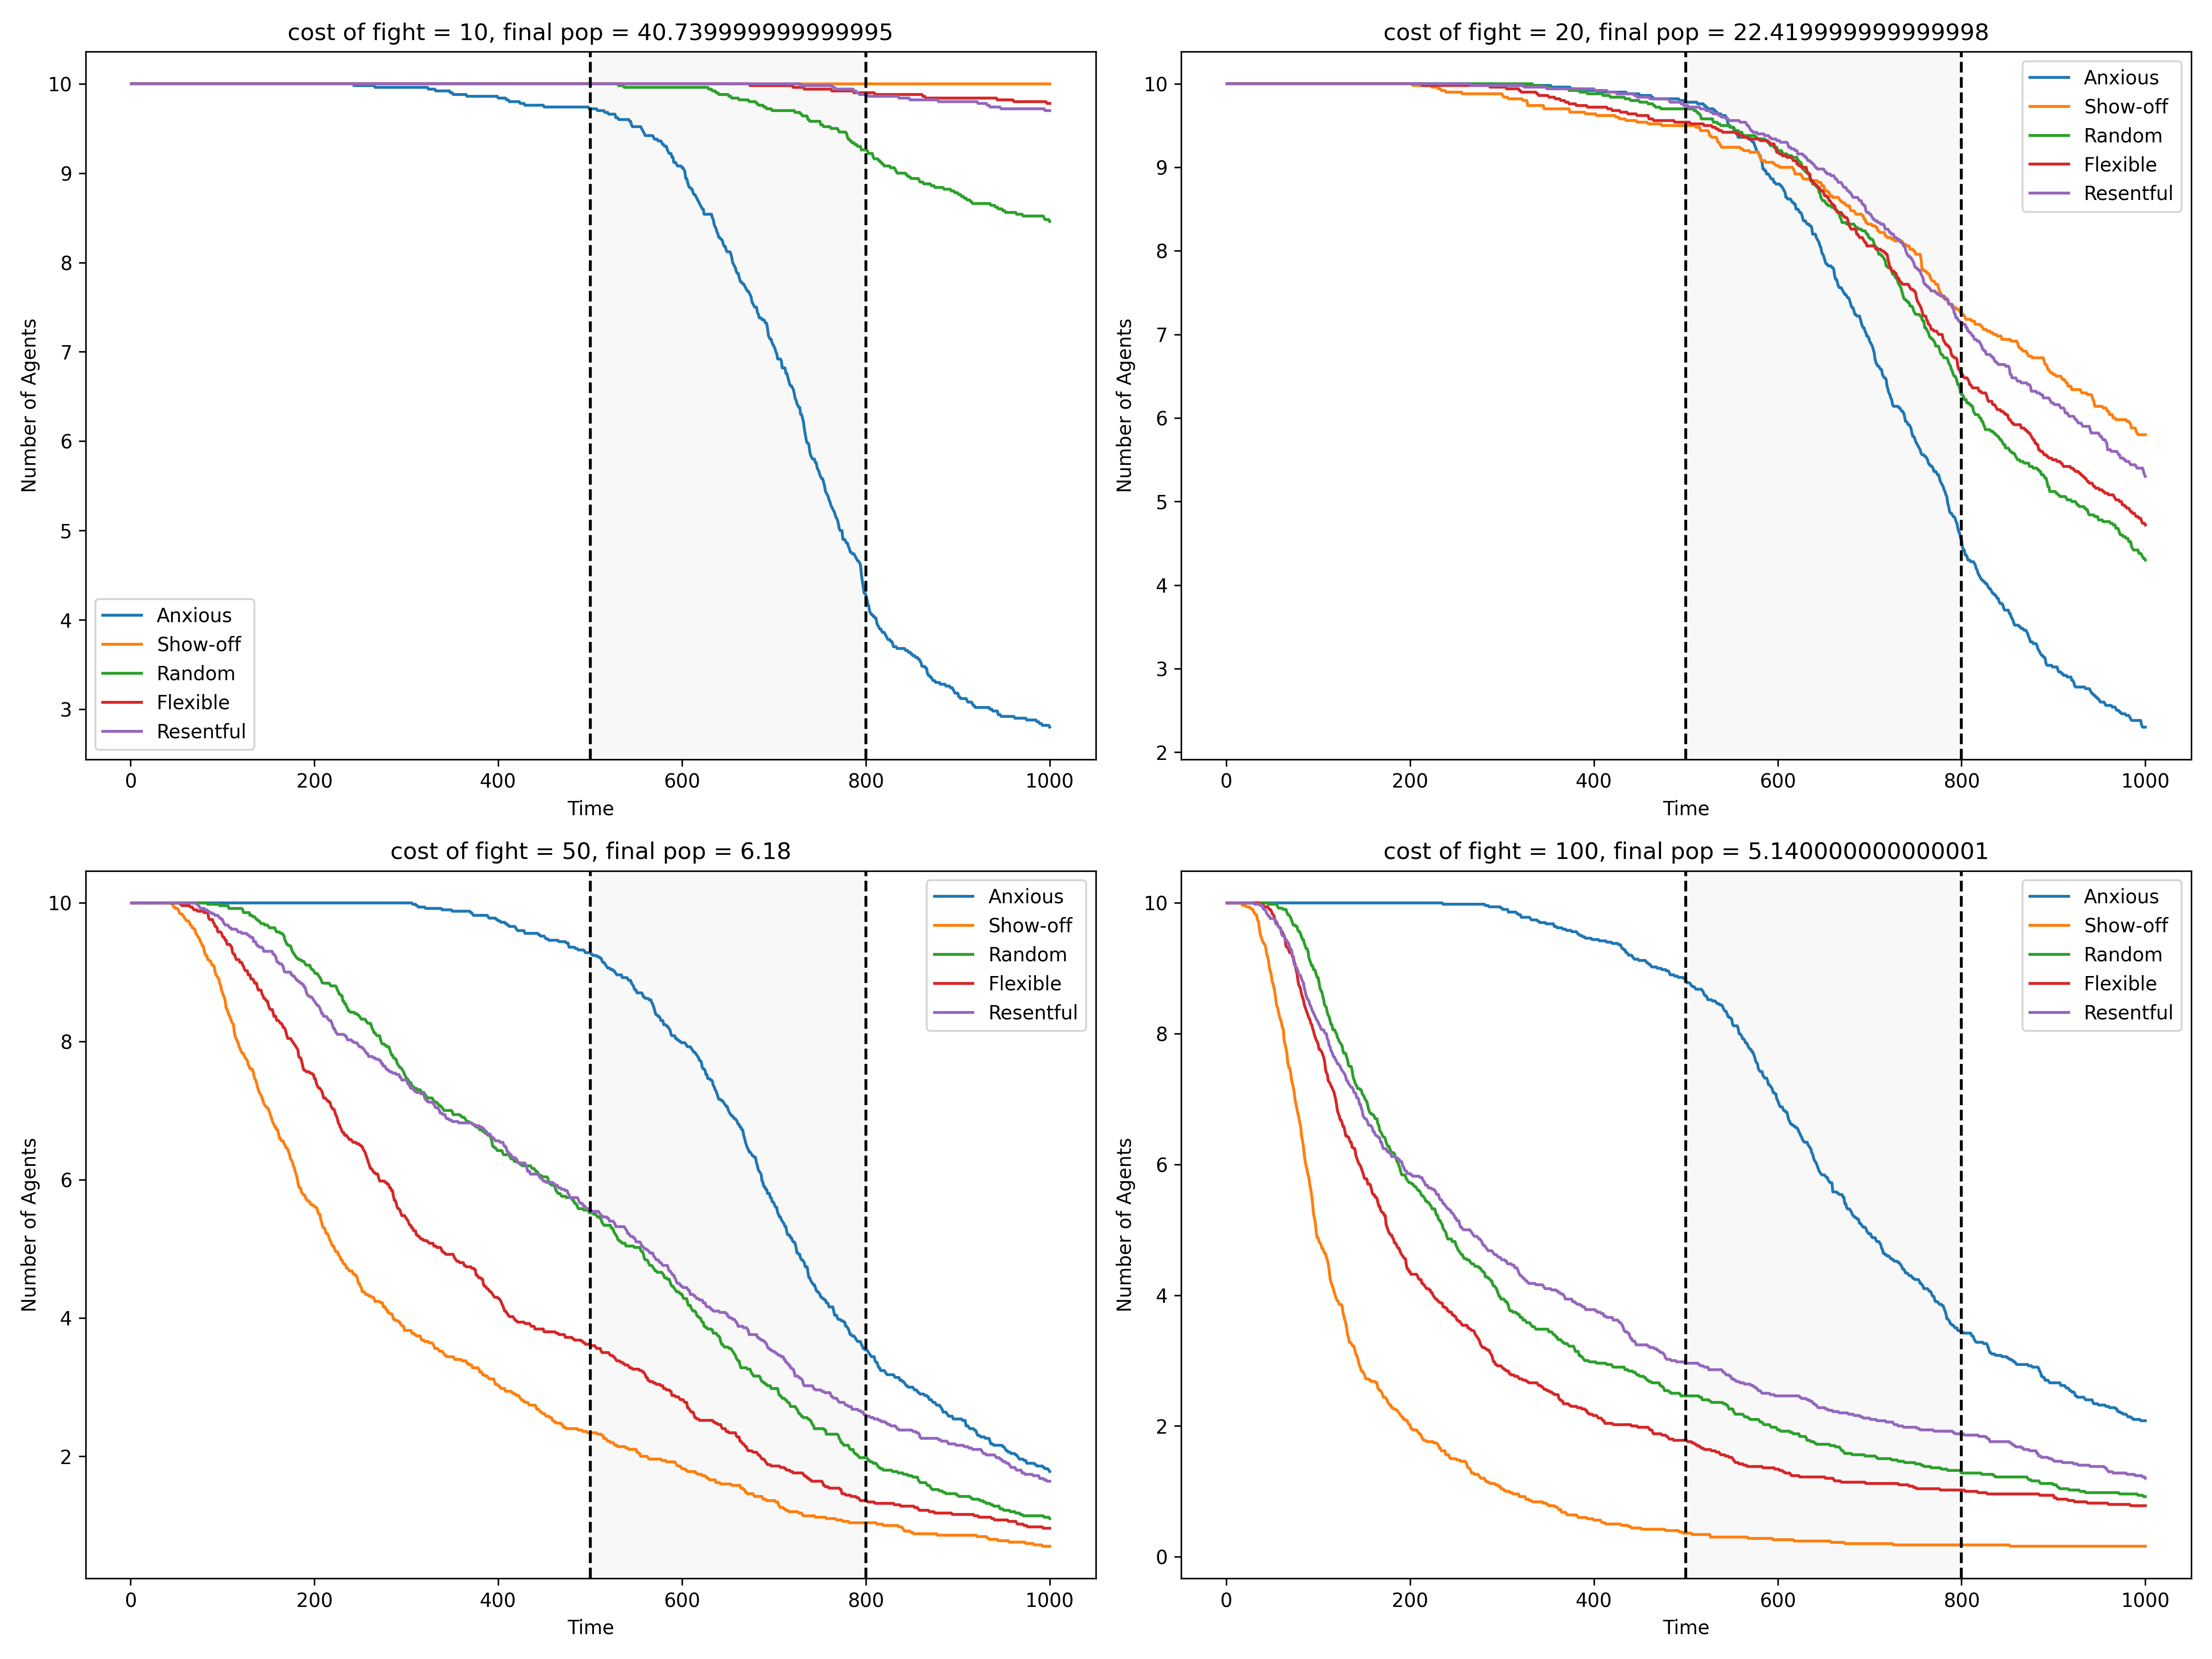 cost of fight = 10, final pop = 40.739999999999995
Number of Agents
10
9
8
7
6
5
4
3
Anxious
Show-off
Random
Flexible
Resentful
0 200 400 600 800 1000
Time
cost of fight = 20, final pop = 22.419999999999998
Number of Agents
10
9
8
7
6
5
4
3
2
Anxious
Show-off
Random
Flexible
Resentful
0 200 400 600 800 1000
Time
cost of fight = 50, final pop = 6.18
Number of Agents
10
8
6
4
2
Anxious
Show-off
Random
Flexible
Resentful
0 200 400 600 800 1000
Time
cost of fight = 100, final pop = 5.140000000000001
Number of Agents
10
8
6
4
2
0
Anxious
Show-off
Random
Flexible
Resentful
0 200 400 600 800 1000
Time